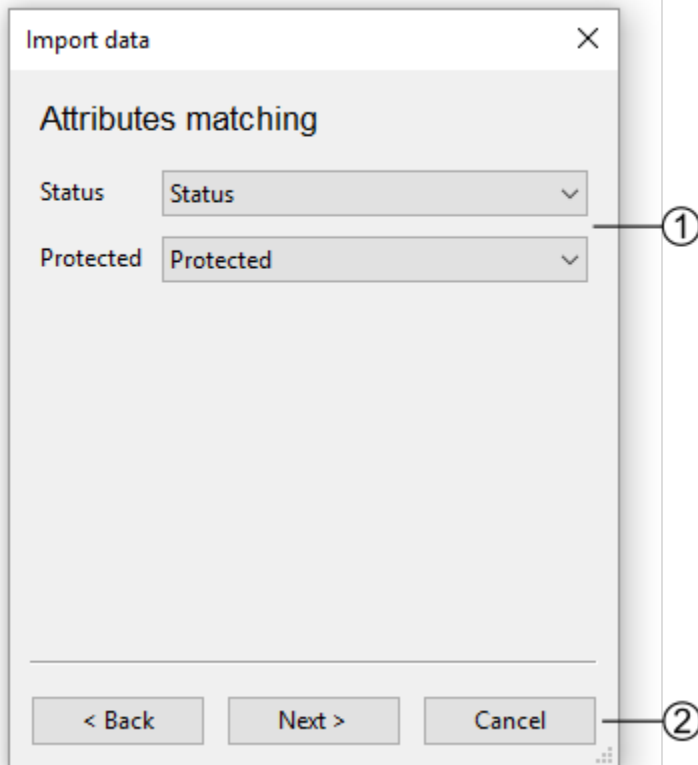 Import data
Attributes matching
Status Status
①
Protected Protected
< Back Next > Cancel ②